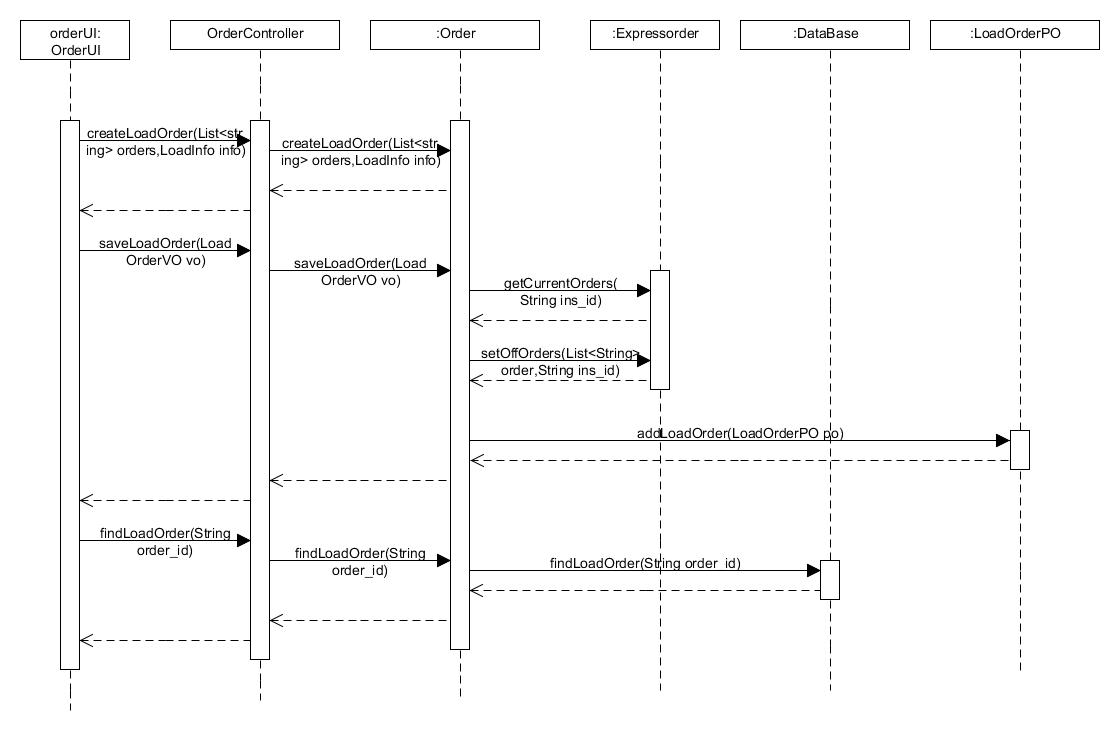 orderUI:
OrderUI
OrderController
:Order
:Expressorder
:DataBase
:LoadOrderPO
createLoadOrder(List<str
ing> orders,LoadInfo info)
createLoadOrder(List<str
ing> orders,LoadInfo info)
saveLoadOrder(Load
OrderVO vo)
saveLoadOrder(Load
OrderVO vo)
getCurrentOrders(
String ins_id)
setOffOrders(List<String>
order,String ins_id)
addLoadOrder(LoadOrderPO po)
findLoadOrder(String
order_id)
findLoadOrder(String
order_id)
findLoadOrder(String order_id)